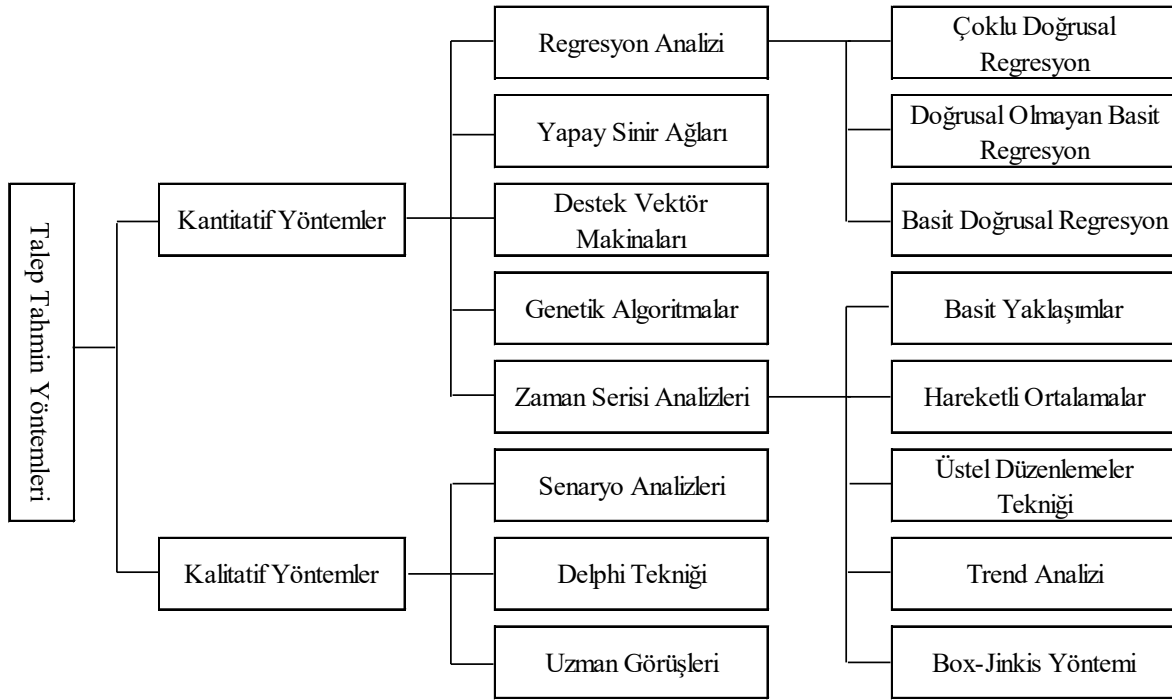 Talep Tahmin Yöntemleri
Kantitatif Yöntemler
Kalitatif Yöntemler
Regresyon Analizi
Yapay Sinir Ağları
Destek Vektör
Makinaları
Genetik Algoritmalar
Zaman Serisi Analizleri
Senaryo Analizleri
Delphi Tekniği
Uzman Görüşleri
Çoklu Doğrusal
Regresyon
Doğrusal Olmayan Basit
Regresyon
Basit Doğrusal Regresyon
Basit Yaklaşımlar
Hareketli Ortalamalar
Üstel Düzenlemeler
Tekniği
Trend Analizi
Box-Jinkis Yöntemi